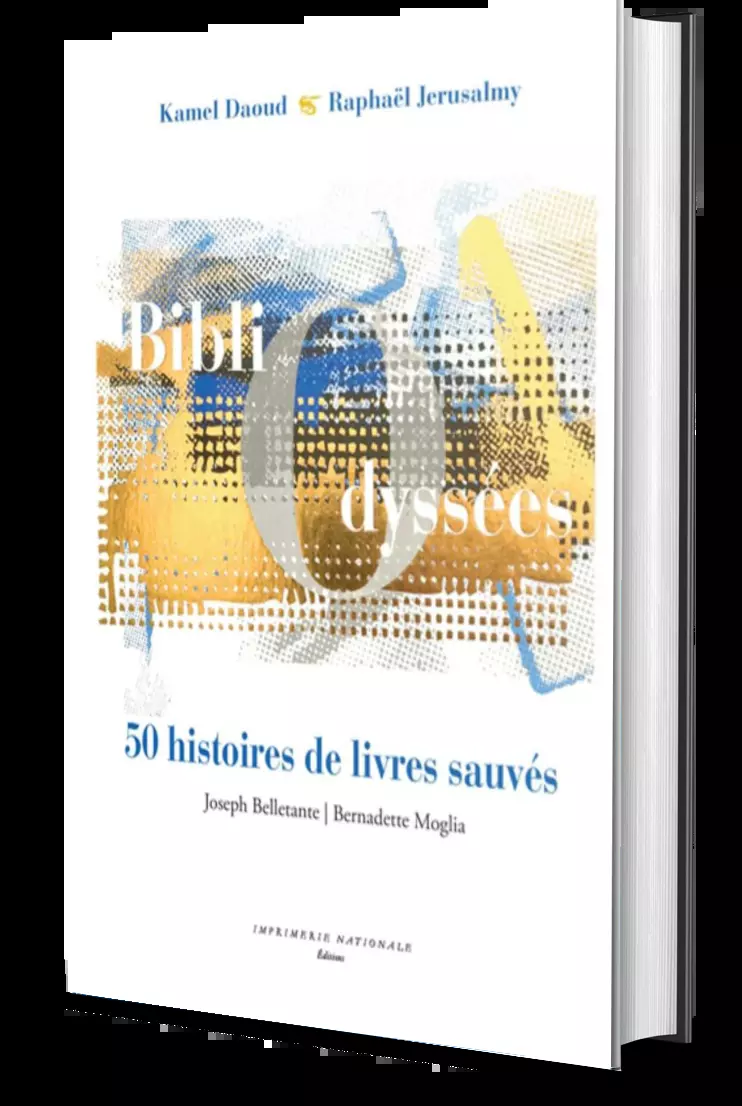 Kamel Daoud Raphaël Jerusalmy
Bibli
O
dyssées
50 histoires de livres sauvés
Joseph Belletante | Bernadette Moglia
IMPRIMERIE NATIONALE
Éditions